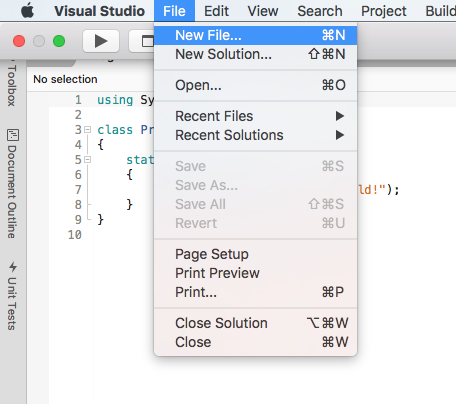 Visual Studio File Edit View Search Project Build
New File... ⌘N
New Solution... ⇧⌘N
Open... ⌘O
Recent Files ▶
Recent Solutions ▶
Save ⌘S
Save As...
Save All ⇧⌘S
Revert ⌘U
Page Setup
Print Preview
Print... ⌘P
Close Solution ⌥⌘W
Close ⌘W
Toolbox
Document Outline
Unit Tests
No selection
1 using Sy
2
3 class Pr
4 {
5 stat
6 {
7 ld!");
8 }
9 }
10